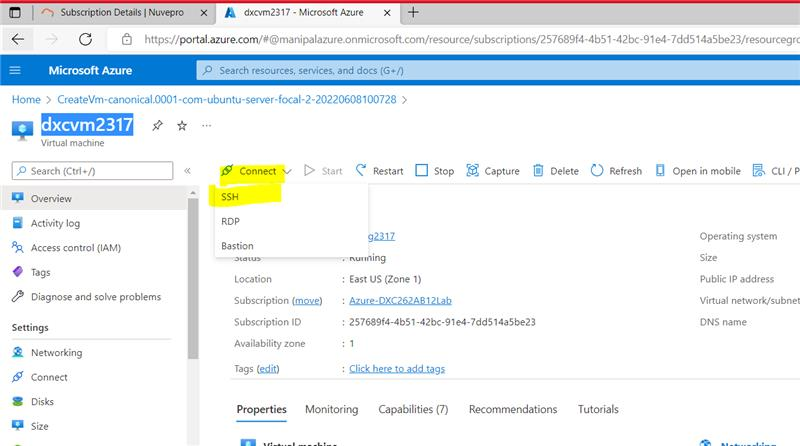 Subscription Details | Nuvepro
dxcvm2317 - Microsoft Azure
https://portal.azure.com/#@manipalazure.onmicrosoft.com/resource/subscriptions/257689f4-4b51-42bc-91e4-7dd514a5be23/resourcegro
Microsoft Azure
Search resources, services, and docs (G+/)
Home > CreateVm-canonical.0001-com-ubuntu-server-focal-2-20220608100728 >
dxcvm2317
Virtual machine
Search (Ctrl+/)
Connect
Start
Restart
Stop
Capture
Delete
Refresh
Open in mobile
CLI / P
SSH
RDP
Bastion
Overview
Activity log
Access control (IAM)
Tags
Diagnose and solve problems
Settings
Networking
Connect
Disks
Size
g2317
Status : Running
Location : East US (Zone 1)
Subscription (move) : Azure-DXC262AB12Lab
Subscription ID : 257689f4-4b51-42bc-91e4-7dd514a5be23
Availability zone : 1
Tags (edit) : Click here to add tags
Operating system
Size
Public IP address
Virtual network/subne
DNS name
Properties
Monitoring
Capabilities (7)
Recommendations
Tutorials
Virtual machine
Networking